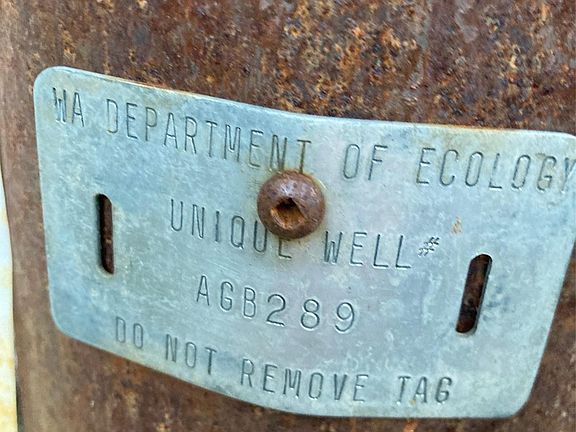 WA DEPARTMENT OF ECOLOGY
UNIQUE WELL #
AGB289
DO NOT REMOVE TAG